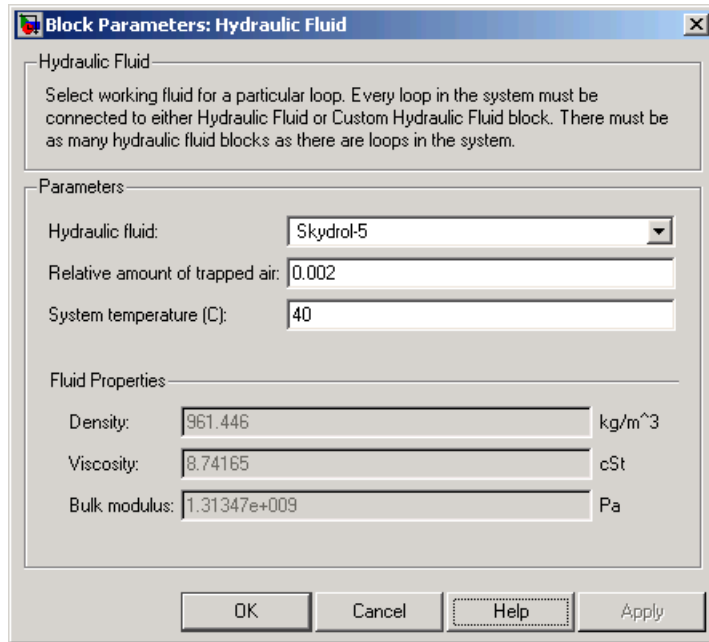 Block Parameters: Hydraulic Fluid
Hydraulic Fluid
Select working fluid for a particular loop. Every loop in the system must be
connected to either Hydraulic Fluid or Custom Hydraulic Fluid block. There must be
as many hydraulic fluid blocks as there are loops in the system.
Parameters
Hydraulic fluid: Skydrol-5
Relative amount of trapped air: 0.002
System temperature (C): 40
Fluid Properties
Density: 961.446 kg/m^3
Viscosity: 8.74165 cSt
Bulk modulus: 1.31347e+009 Pa
OK Cancel Help Apply